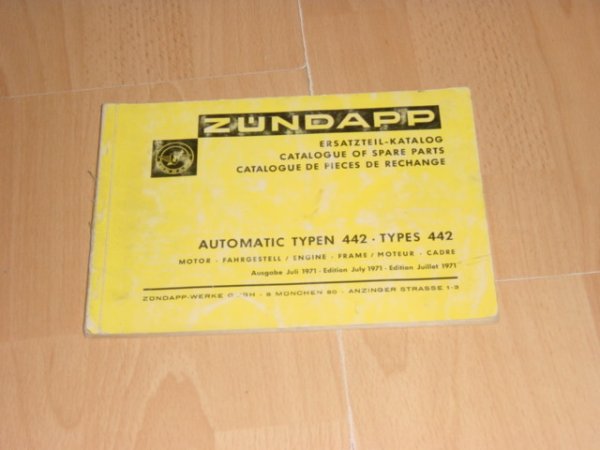 ZÜNDAPP
ERSATZTEIL-KATALOG
CATALOGUE OF SPARE PARTS
CATALOGUE DE PIECES DE RECHANGE
AUTOMATIC TYPEN 442 · TYPES 442
MOTOR · FAHRGESTELL / ENGINE · FRAME / MOTEUR · CADRE
Ausgabe Juli 1971 · Edition July 1971 · Edition Juillet 1971
ZÜNDAPP-WERKE GMBH · 8 MÜNCHEN 80 · ANZINGER STRASSE 1-3